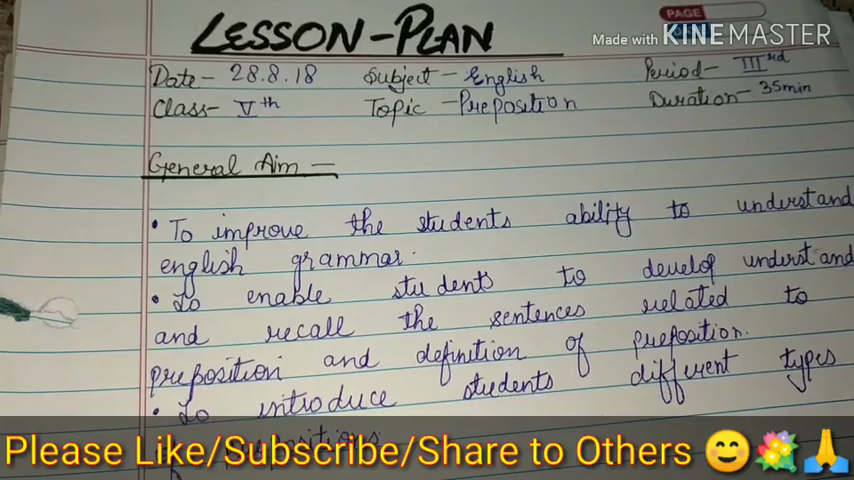 LESSON-PLAN
PAGE
Made with KINEMASTER
Date- 28.8.18 Subject- English Period- IIIrd
Class- Vth Topic- Preposition Duration- 35min
General Aim —
• To improve the students ability to understand
english grammar.
• To enable students to develop understand
and recall the sentences related to
preposition and definition of preposition.
• To introduce students different types
Please Like/Subscribe/Share to Others 😊💐🙏